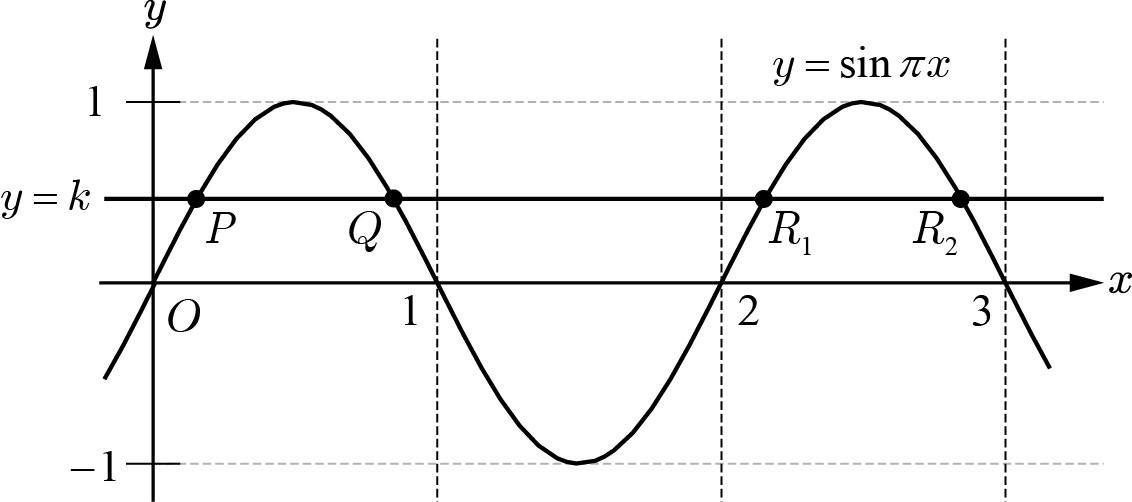 y
y = sin πx
1
y = k
P
Q
R₁
R₂
x
O
1
2
3
−1